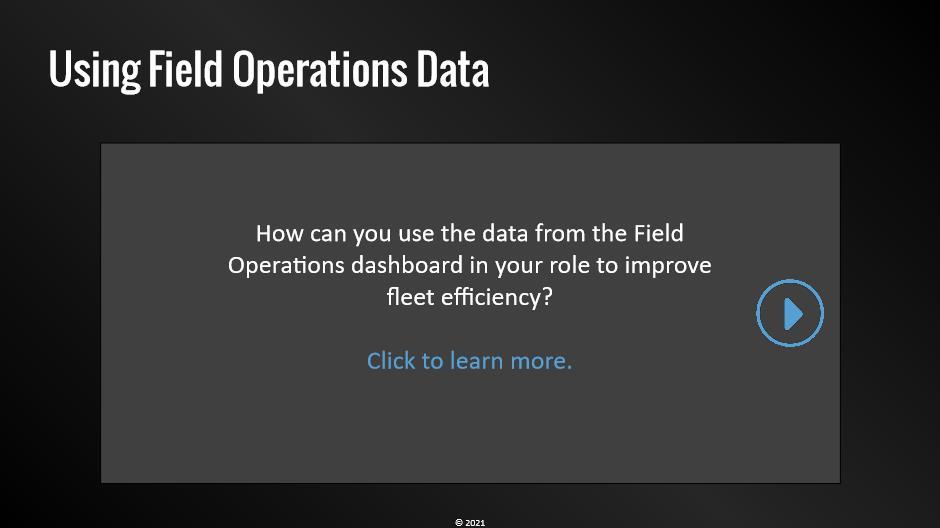 Using Field Operations Data
How can you use the data from the Field
Operations dashboard in your role to improve
fleet efficiency?
Click to learn more.
© 2021